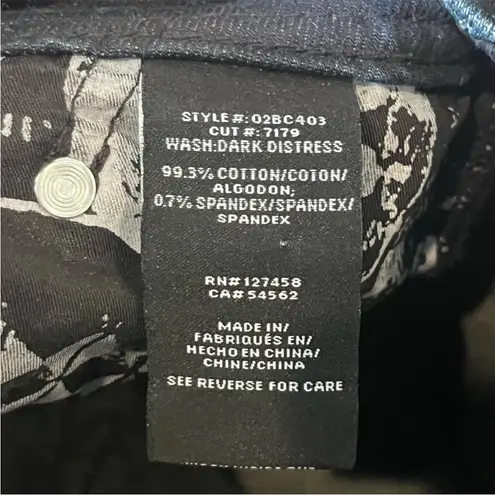 STYLE #: 02BC403
CUT #: 7179
WASH:DARK DISTRESS
99.3% COTTON/COTON/
ALGODON;
0.7% SPANDEX/SPANDEX/
SPANDEX
RN# 127458
CA# 54562
MADE IN/
FABRIQUÉS EN/
HECHO EN CHINA/
CHINE/CHINA
SEE REVERSE FOR CARE